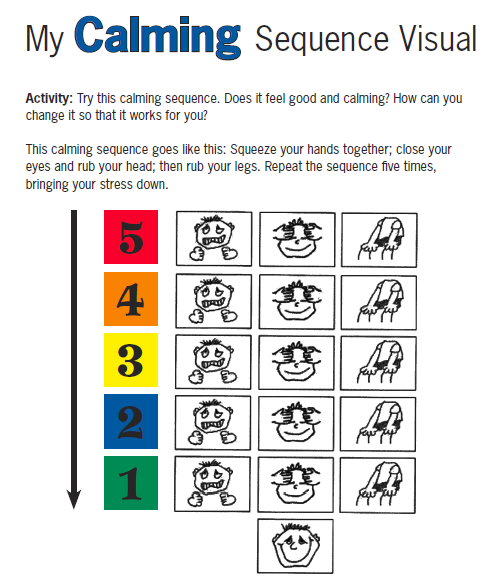 My Calming Sequence Visual
Activity: Try this calming sequence. Does it feel good and calming? How can you
change it so that it works for you?
This calming sequence goes like this: Squeeze your hands together; close your
eyes and rub your head; then rub your legs. Repeat the sequence five times,
bringing your stress down.
5
4
3
2
1